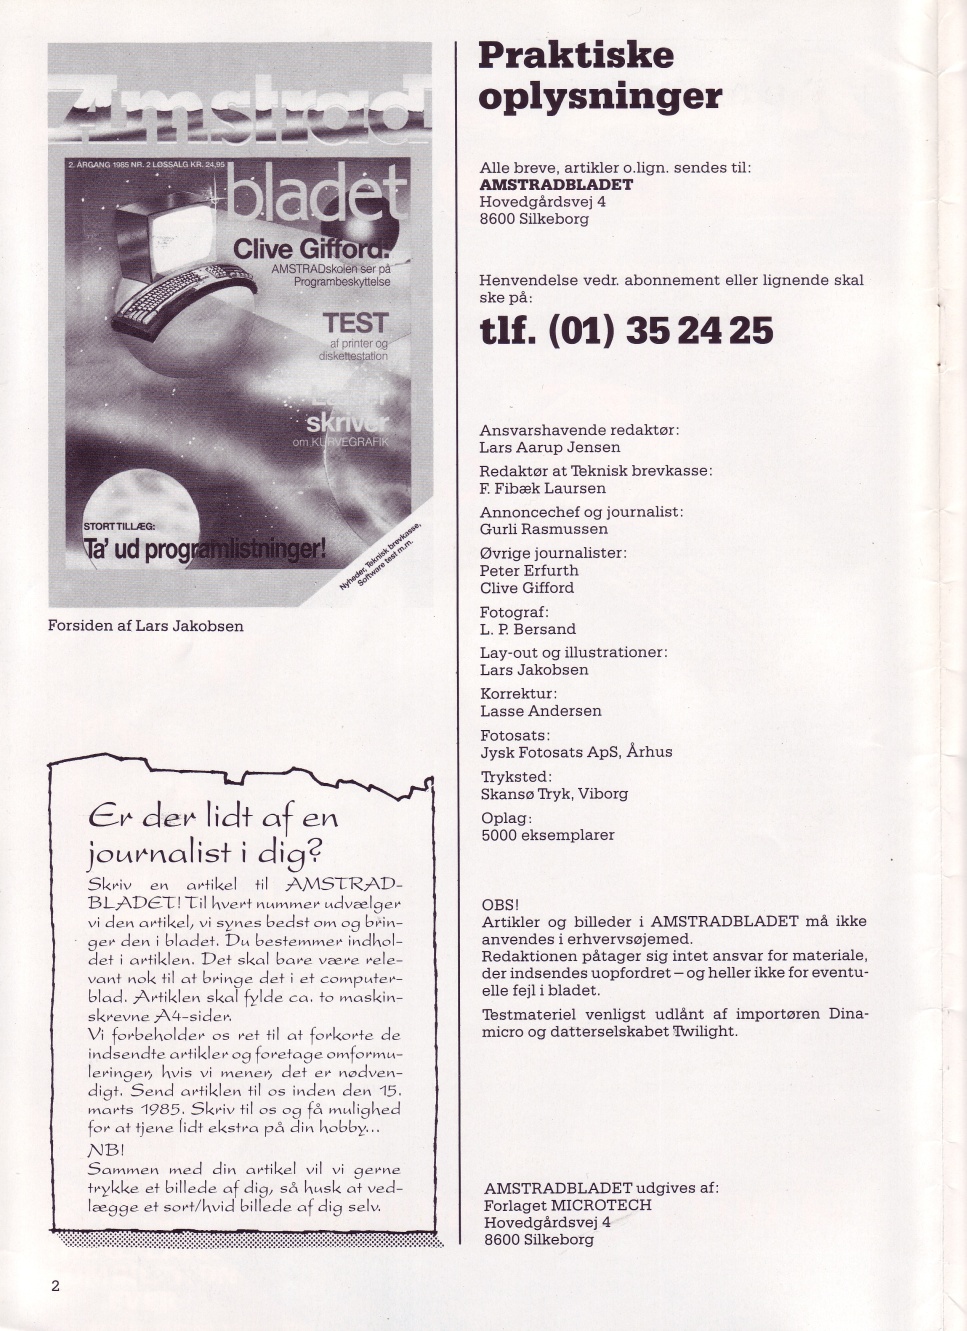 Amstrad
2. ÅRGANG 1985 NR. 2 LØSSALG KR. 24,95
bladet
Clive Gifford:
AMSTRADskolen ser på
Programbeskyttelse
TEST
af printer og
diskettestation
skriver
om KURVEGRAFIK
STORT TILLÆG:
Ta' ud programlistninger!
Nyheder, Teknisk brevkasse,
Software test m.m.
Forsiden af Lars Jakobsen
Er der lidt af en
journalist i dig?
Skriv en artikel til AMSTRAD-
BLADET! Til hvert nummer udvælger
vi den artikel, vi synes bedst om og brin-
ger den i bladet. Du bestemmer indhol-
det i artiklen. Det skal bare være rele-
vant nok til at bringe det i et computer-
blad. Artiklen skal fylde ca. to maskin-
skrevne A4-sider.
Vi forbeholder os ret til at forkorte de
indsendte artikler og foretage omformu-
leringer, hvis vi mener, det er nødven-
digt. Send artiklen til os inden den 15.
marts 1985. Skriv til os og få mulighed
for at tjene lidt ekstra på din hobby...
NB!
Sammen med din artikel vil vi gerne
trykke et billede af dig, så husk at ved-
lægge et sort/hvid billede af dig selv.
2
Praktiske
oplysninger
Alle breve, artikler o.lign. sendes til:
AMSTRADBLADET
Hovedgårdsvej 4
8600 Silkeborg
Henvendelse vedr. abonnement eller lignende skal
ske på:
tlf. (01) 35 24 25
Ansvarshavende redaktør:
Lars Aarup Jensen
Redaktør at Teknisk brevkasse:
F. Fibæk Laursen
Annoncechef og journalist:
Gurli Rasmussen
Øvrige journalister:
Peter Erfurth
Clive Gifford
Fotograf:
L. P. Bersand
Lay-out og illustrationer:
Lars Jakobsen
Korrektur:
Lasse Andersen
Fotosats:
Jysk Fotosats ApS, Århus
Tryksted:
Skansø Tryk, Viborg
Oplag:
5000 eksemplarer
OBS!
Artikler og billeder i AMSTRADBLADET må ikke
anvendes i erhvervsøjemed.
Redaktionen påtager sig intet ansvar for materiale,
der indsendes uopfordret – og heller ikke for eventu-
elle fejl i bladet.
Testmateriel venligst udlånt af importøren Dina-
micro og datterselskabet Twilight.
AMSTRADBLADET udgives af:
Forlaget MICROTECH
Hovedgårdsvej 4
8600 Silkeborg